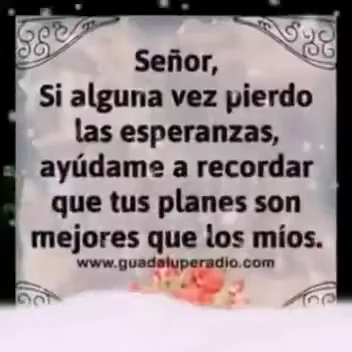 Señor,
Si alguna vez pierdo
las esperanzas,
ayúdame a recordar
que tus planes son
mejores que los míos.
www.guadaluperadio.com